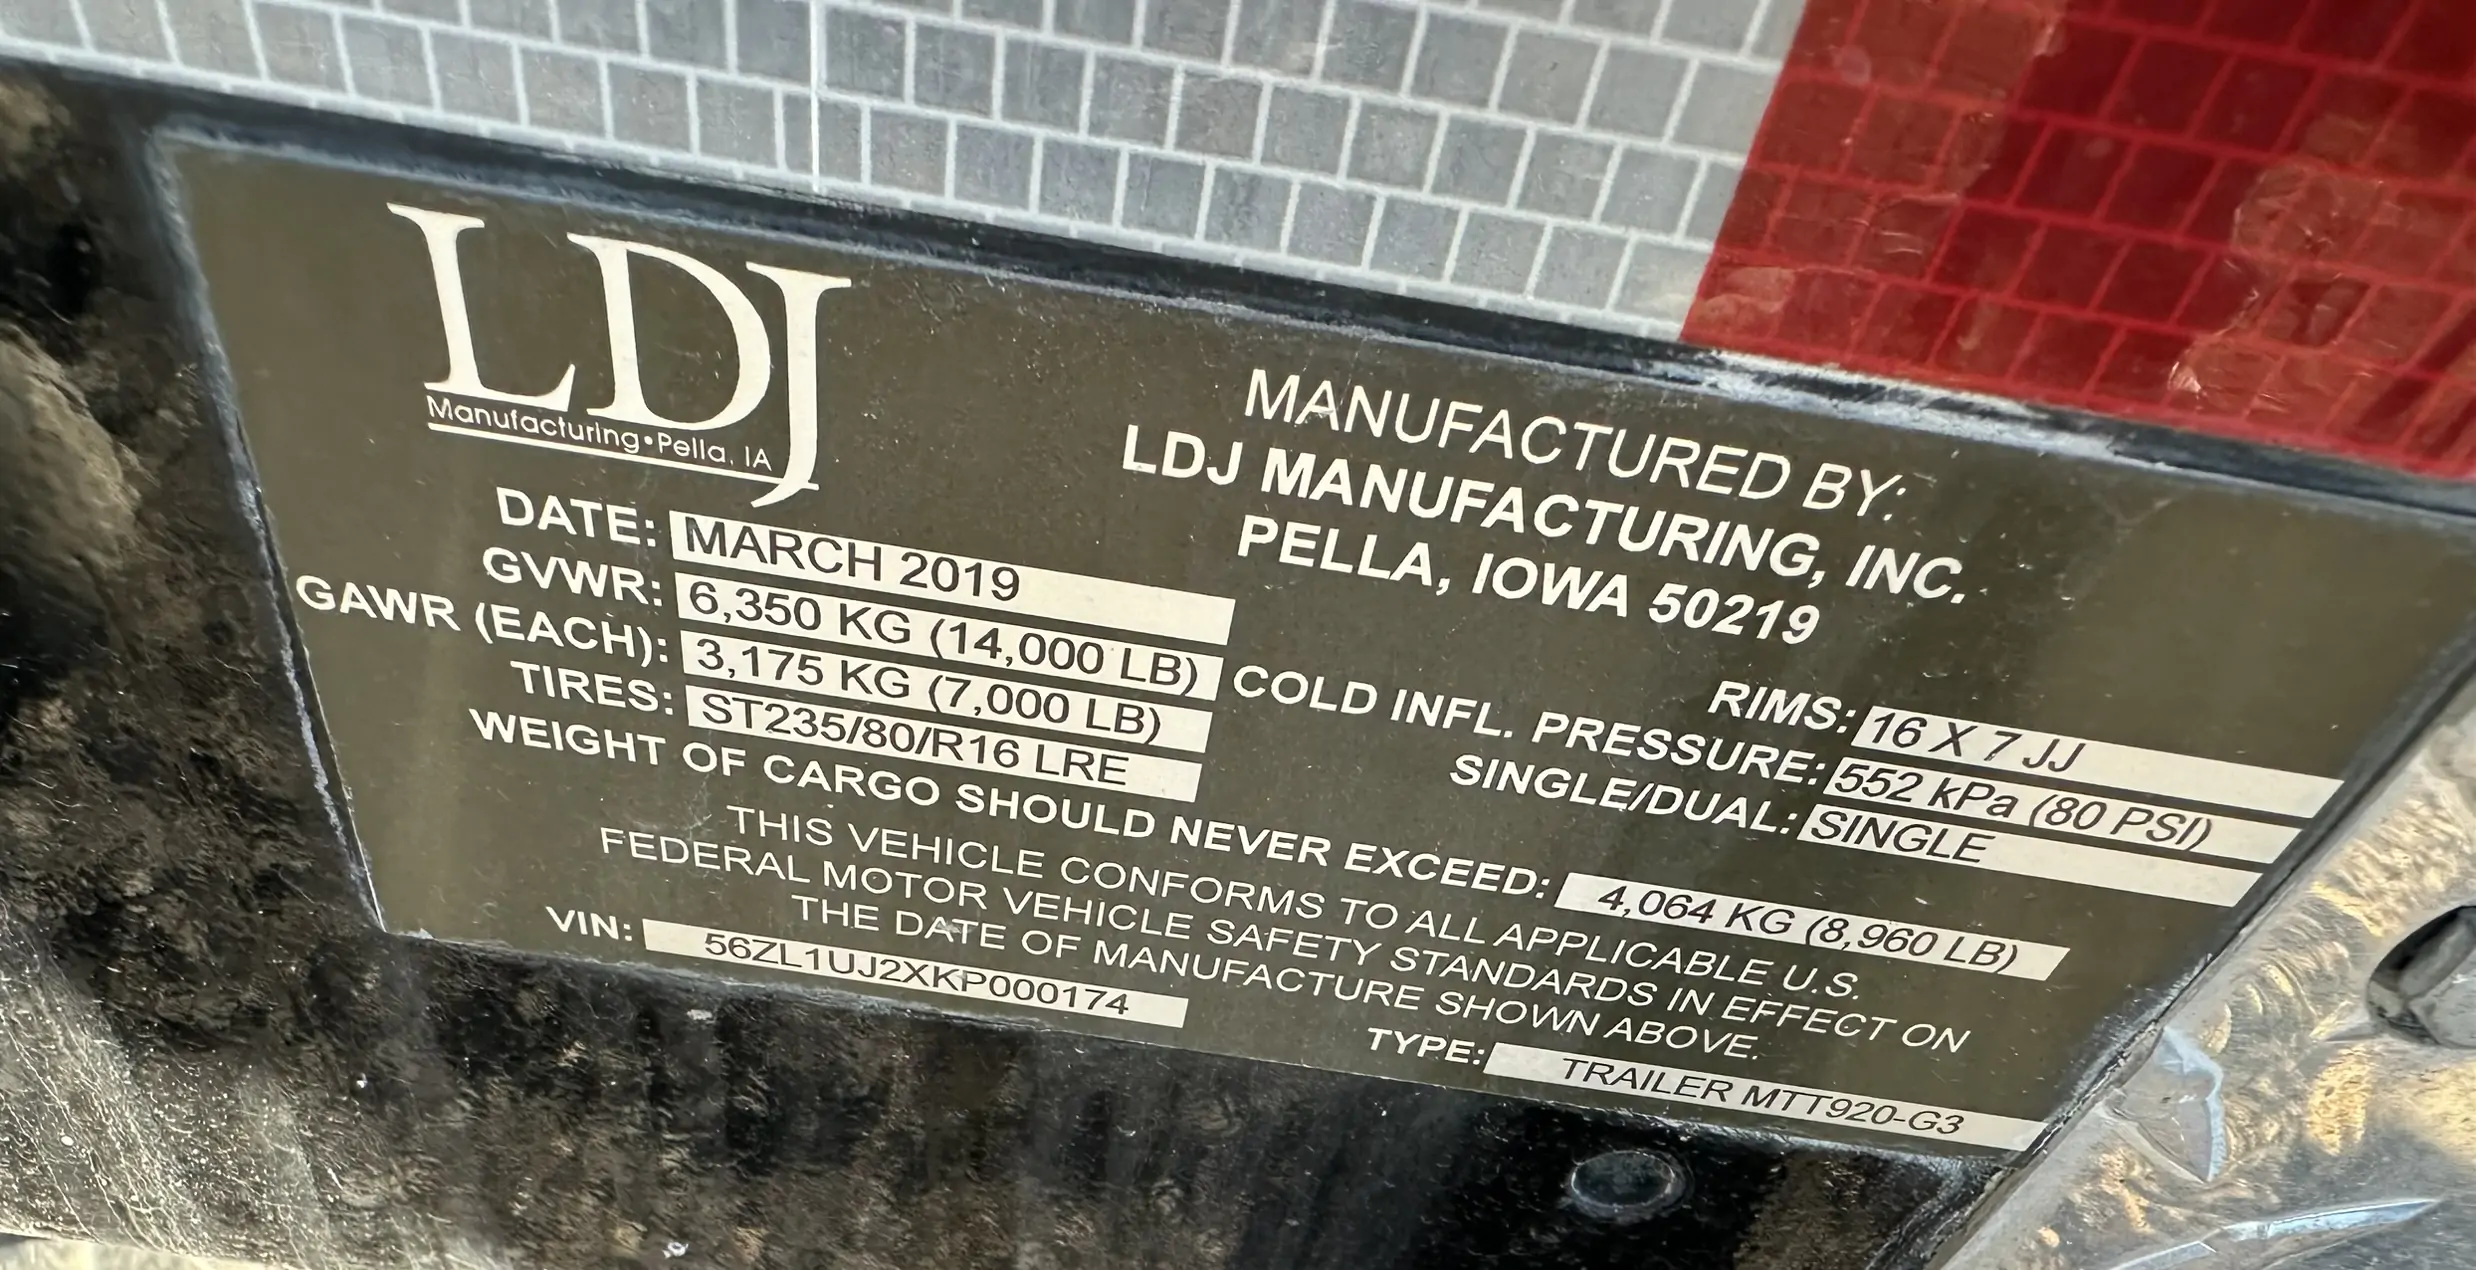 LDJ
Manufacturing•Pella, IA
MANUFACTURED BY:
LDJ MANUFACTURING, INC.
PELLA, IOWA 50219
DATE: MARCH 2019
GVWR: 6,350 KG (14,000 LB)
GAWR (EACH): 3,175 KG (7,000 LB)
TIRES: ST235/80/R16 LRE
RIMS: 16 X 7 JJ
COLD INFL. PRESSURE: 552 kPa (80 PSI)
SINGLE/DUAL: SINGLE
WEIGHT OF CARGO SHOULD NEVER EXCEED: 4,064 KG (8,960 LB)
THIS VEHICLE CONFORMS TO ALL APPLICABLE U.S.
FEDERAL MOTOR VEHICLE SAFETY STANDARDS IN EFFECT ON
THE DATE OF MANUFACTURE SHOWN ABOVE.
VIN: 56ZL1UJ2XKP000174
TYPE: TRAILER MTT920-G3